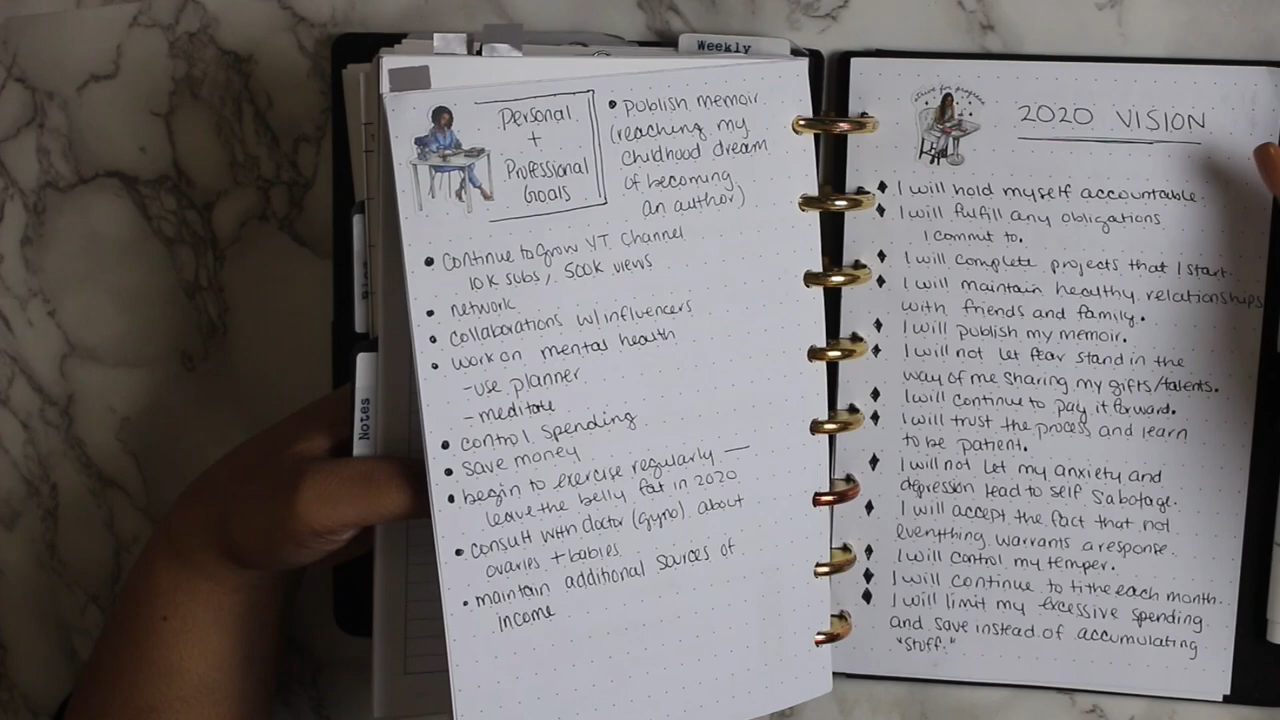 Weekly
Notes
Personal
+
Professional
Goals
• publish memoir
(reaching my
childhood dream
of becoming
an author)
• continue to grow YT channel
10K subs, 500K views
• network
• collaborations w/influencers
• work on mental health
-use planner
- meditate
• control spending
• save money
• begin to exercise regularly —
leave the belly fat in 2020
• consult with doctor (gyno) about
ovaries + babies
• maintain additional sources of
income
strive for progress
2020 VISION
♦ I will hold myself accountable.
♦ I will fulfill any obligations
I commit to.
♦ I will complete projects that I start.
♦ I will maintain healthy relationships
with friends and family.
♦ I will publish my memoir.
♦ I will not let fear stand in the
way of me sharing my gifts/talents.
♦ I will continue to pay it forward.
♦ I will trust the process and learn
to be patient.
♦ I will not let my anxiety and
depression lead to self sabotage.
♦ I will accept the fact that not
everything warrants a response.
♦ I will control my temper.
♦ I will continue to tithe each month.
♦ I will limit my excessive spending
and save instead of accumulating
"stuff."